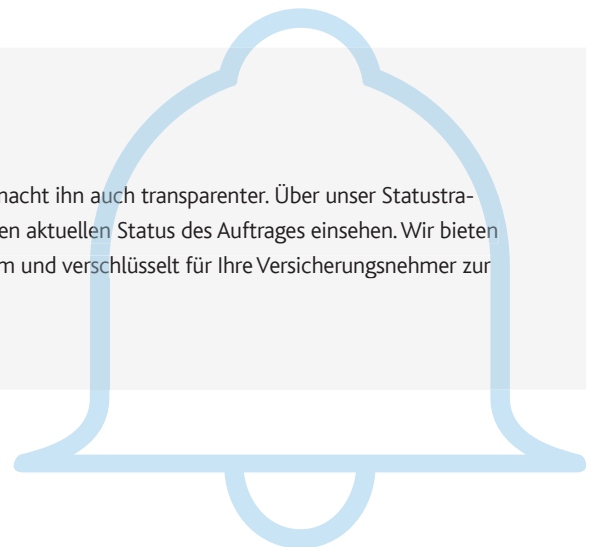 nacht ihn auch transparenter. Über unser Statustra-
en aktuellen Status des Auftrages einsehen. Wir bieten
m und verschlüsselt für Ihre Versicherungsnehmer zur